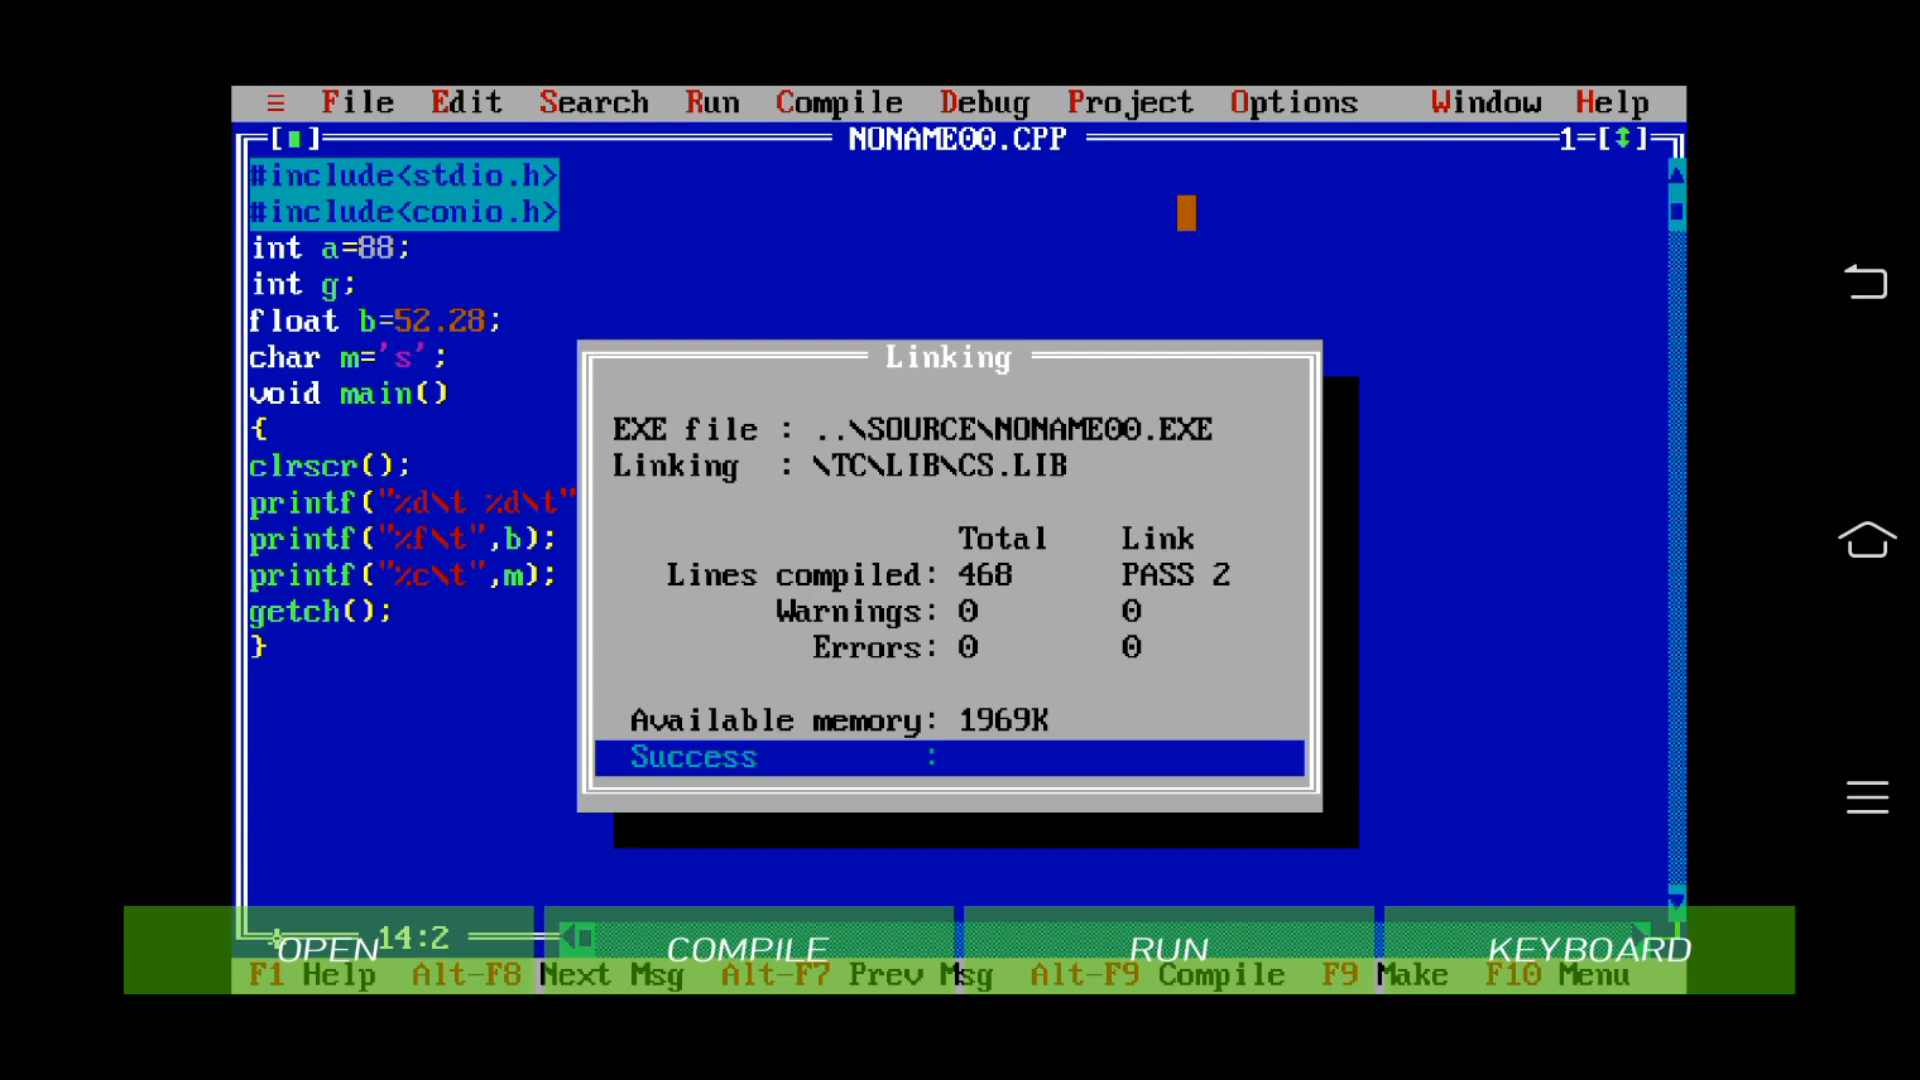 ≡ File Edit Search Run Compile Debug Project Options Window Help
NONAME00.CPP 1
#include<stdio.h>
#include<conio.h>
int a=88;
int g;
float b=52.28;
char m='s';
void main()
{
clrscr();
printf("%d\t %d\t"
printf("%f\t",b);
printf("%c\t",m);
getch();
}
Linking
EXE file : ..\SOURCE\NONAME00.EXE
Linking : \TC\LIB\CS.LIB
Total Link
Lines compiled: 468 PASS 2
Warnings: 0 0
Errors: 0 0
Available memory: 1969K
Success :
14:2
OPEN COMPILE RUN KEYBOARD
F1 Help Alt-F8 Next Msg Alt-F7 Prev Msg Alt-F9 Compile F9 Make F10 Menu